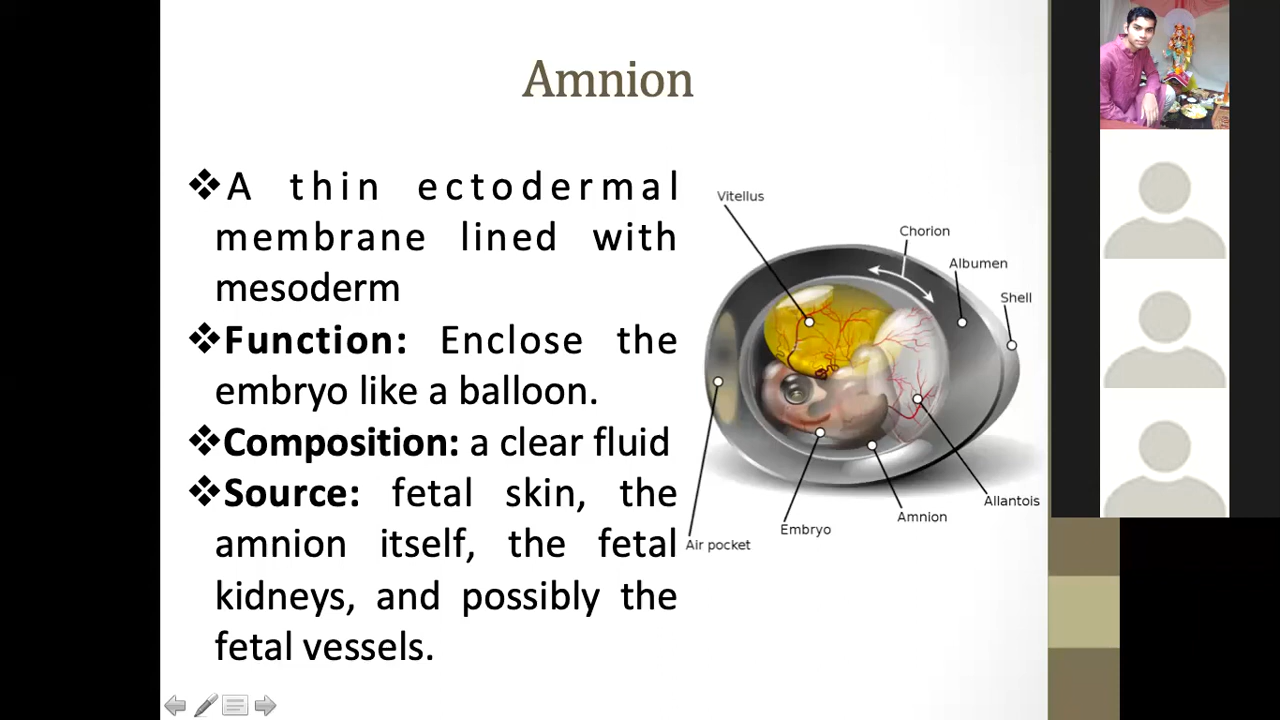 Amnion
❖A thin ectodermal
membrane lined with
mesoderm
❖Function: Enclose the
embryo like a balloon.
❖Composition: a clear fluid
❖Source: fetal skin, the
amnion itself, the fetal
kidneys, and possibly the
fetal vessels.
Vitellus
Chorion
Albumen
Shell
Allantois
Amnion
Embryo
Air pocket